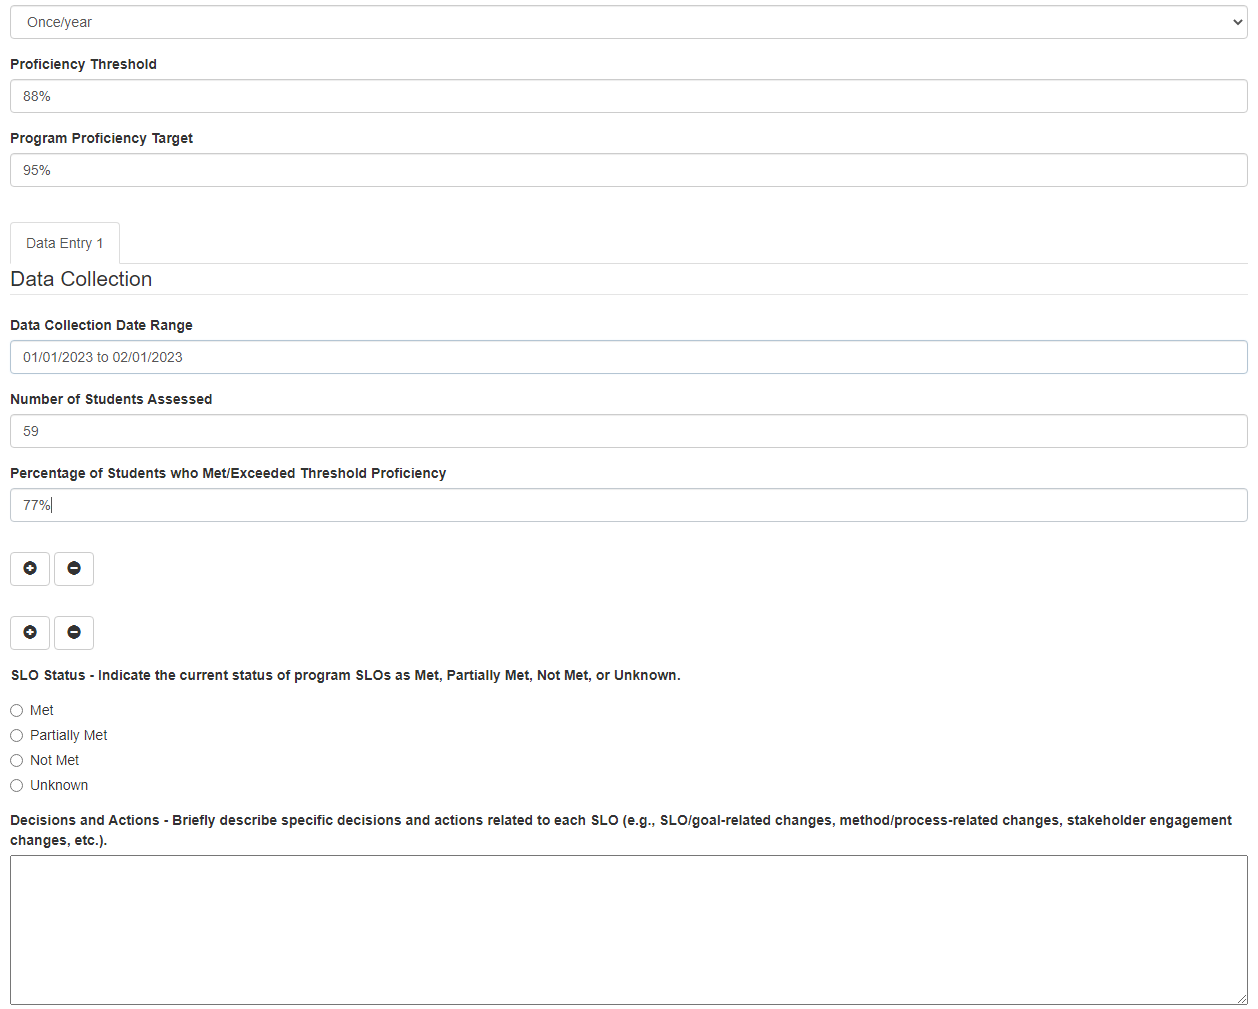 Once/year
Proficiency Threshold
88%
Program Proficiency Target
95%
Data Entry 1
Data Collection
Data Collection Date Range
01/01/2023 to 02/01/2023
Number of Students Assessed
59
Percentage of Students who Met/Exceeded Threshold Proficiency
77%
SLO Status - Indicate the current status of program SLOs as Met, Partially Met, Not Met, or Unknown.
Met
Partially Met
Not Met
Unknown
Decisions and Actions - Briefly describe specific decisions and actions related to each SLO (e.g., SLO/goal-related changes, method/process-related changes, stakeholder engagement
changes, etc.).